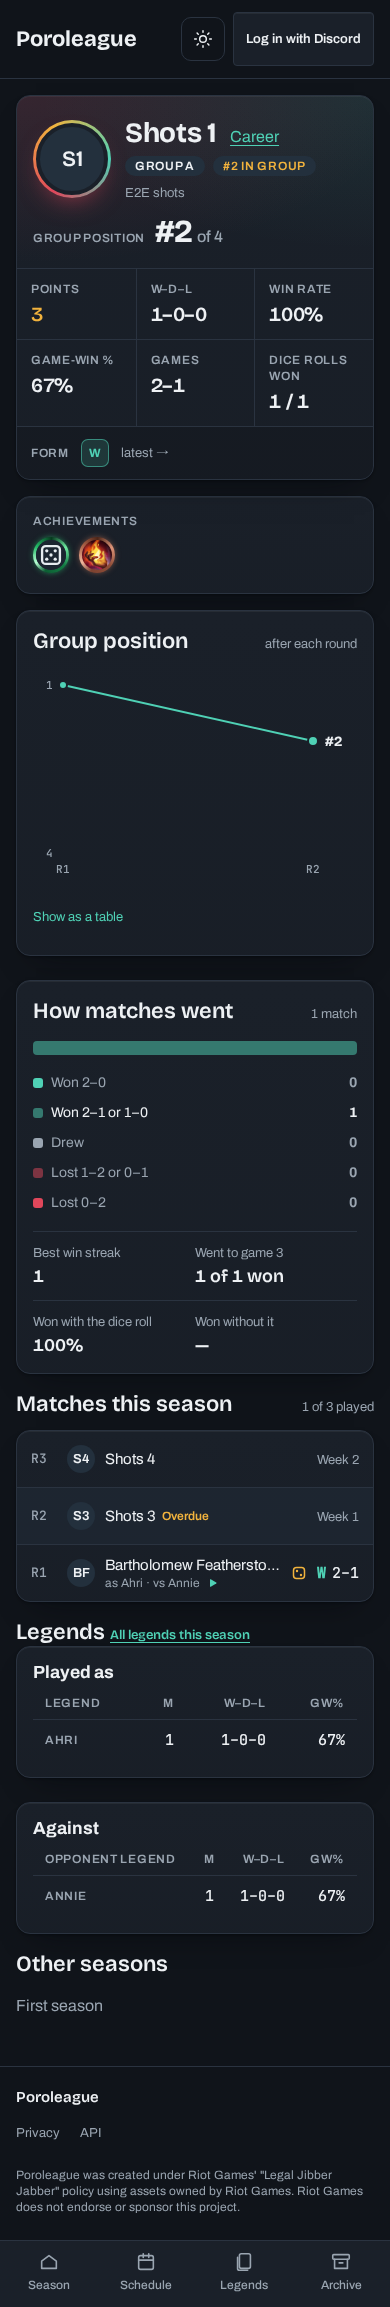 Poroleague
Log in with Discord
S1
Shots 1 Career
GROUP A #2 IN GROUP
E2E shots
GROUP POSITION #2 of 4
POINTS
3
W–D–L
1–0–0
WIN RATE
100%
GAME-WIN %
67%
GAMES
2–1
DICE ROLLS
WON
1 / 1
FORM W latest →
ACHIEVEMENTS
Group position after each round
1
#2
4
R1 R2
Show as a table
How matches went 1 match
Won 2–0 0
Won 2–1 or 1–0 1
Drew 0
Lost 1–2 or 0–1 0
Lost 0–2 0
Best win streak
1
Went to game 3
1 of 1 won
Won with the dice roll
100%
Won without it
—
Matches this season 1 of 3 played
R3 S4 Shots 4 Week 2
R2 S3 Shots 3 Overdue Week 1
R1 BF Bartholomew Feathersto... W 2–1
as Ahri · vs Annie
Legends All legends this season
Played as
LEGEND M W–D–L GW%
AHRI 1 1–0–0 67%
Against
OPPONENT LEGEND M W–D–L GW%
ANNIE 1 1–0–0 67%
Other seasons
First season
Poroleague
Privacy API
Poroleague was created under Riot Games' "Legal Jibber
Jabber" policy using assets owned by Riot Games. Riot Games
does not endorse or sponsor this project.
Season Schedule Legends Archive